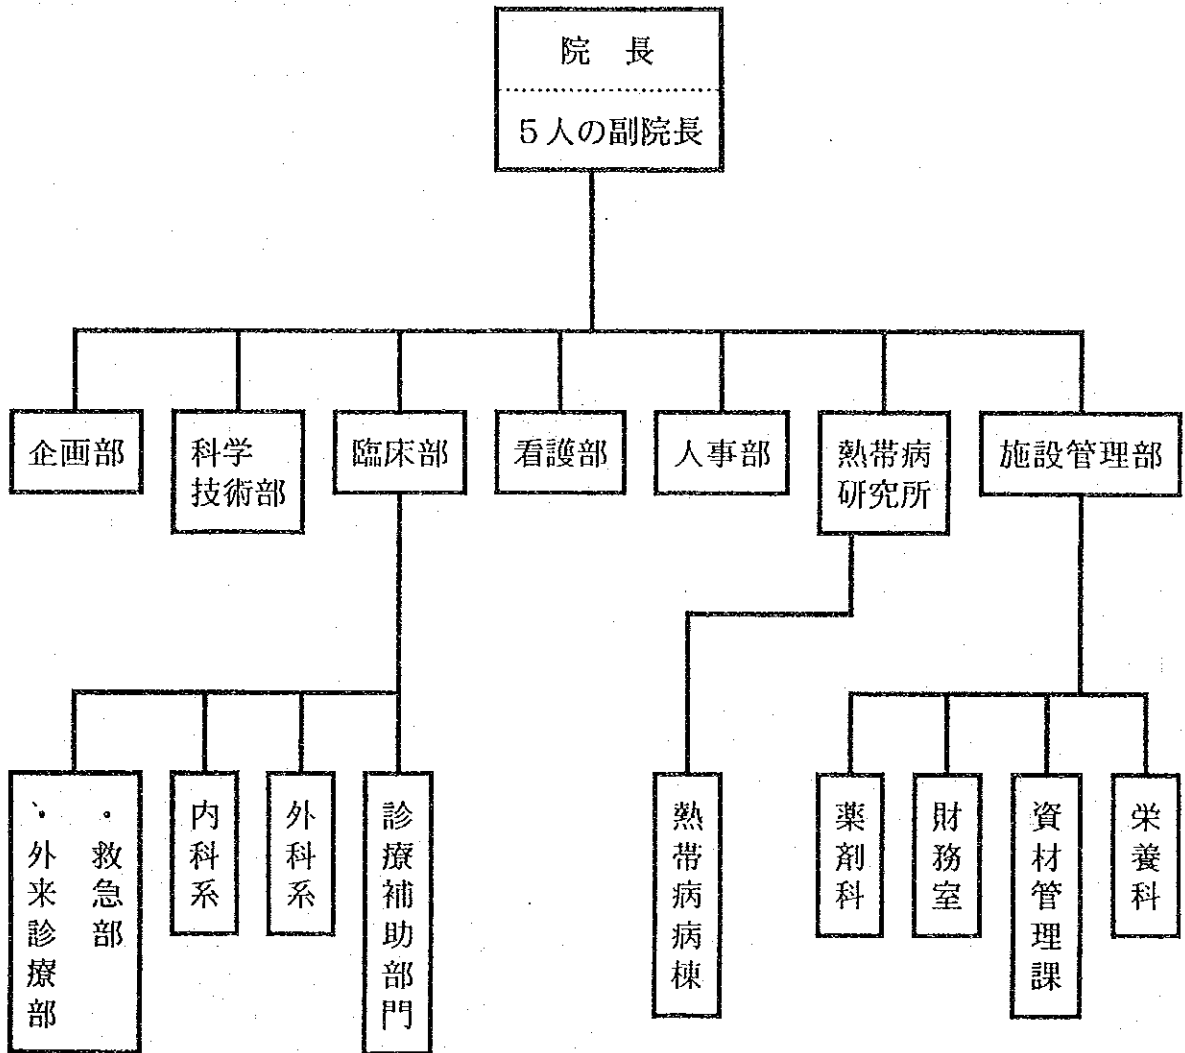 院 長
5人の副院長
企画部
科学
技術部
臨床部
看護部
人事部
熱帯病
研究所
施設管理部
・救急部
・外来診療部
内科系
外科系
診療補助部門
熱帯病病棟
薬剤科
財務室
資材管理課
栄養科